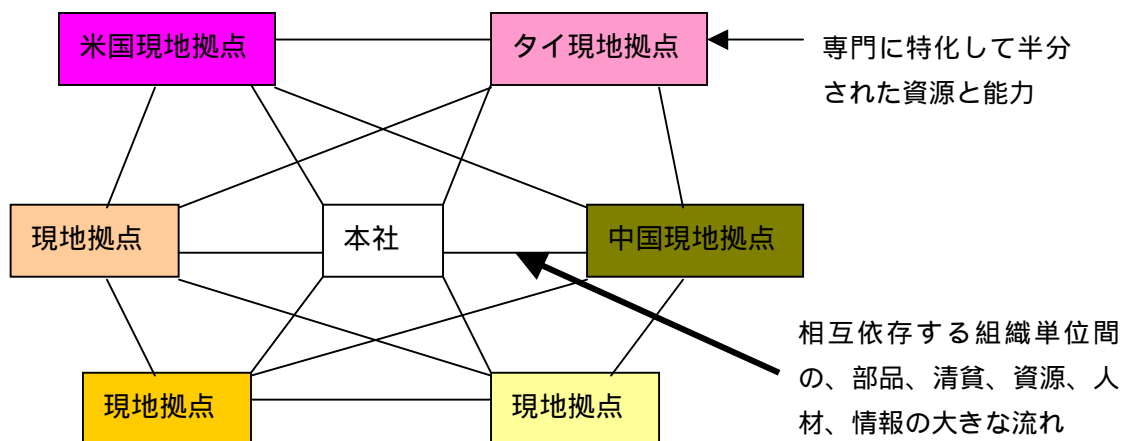 米国現地拠点
タイ現地拠点
専門に特化して半分
された資源と能力
現地拠点
本社
中国現地拠点
相互依存する組織単位間
の、部品、清貧、資源、人
材、情報の大きな流れ
現地拠点
現地拠点